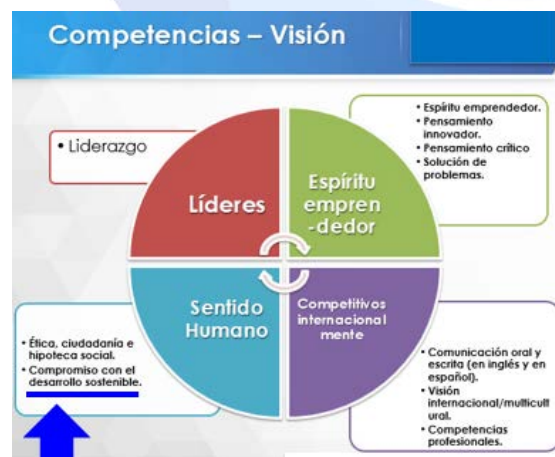 Competencias – Visión
• Liderazgo
Líderes
• Espíritu emprendedor.
• Pensamiento
innovador.
• Pensamiento crítico
• Solución de
problemas.
Espíritu
empren
-dedor
Sentido
Humano
• Ética, ciudadanía e
hipoteca social.
• Compromiso con el
desarrollo sostenible.
Competitivos
internacional
mente
• Comunicación oral y
escrita (en inglés y en
español).
• Visión
internacional/multicult
ural.
• Competencias
profesionales.